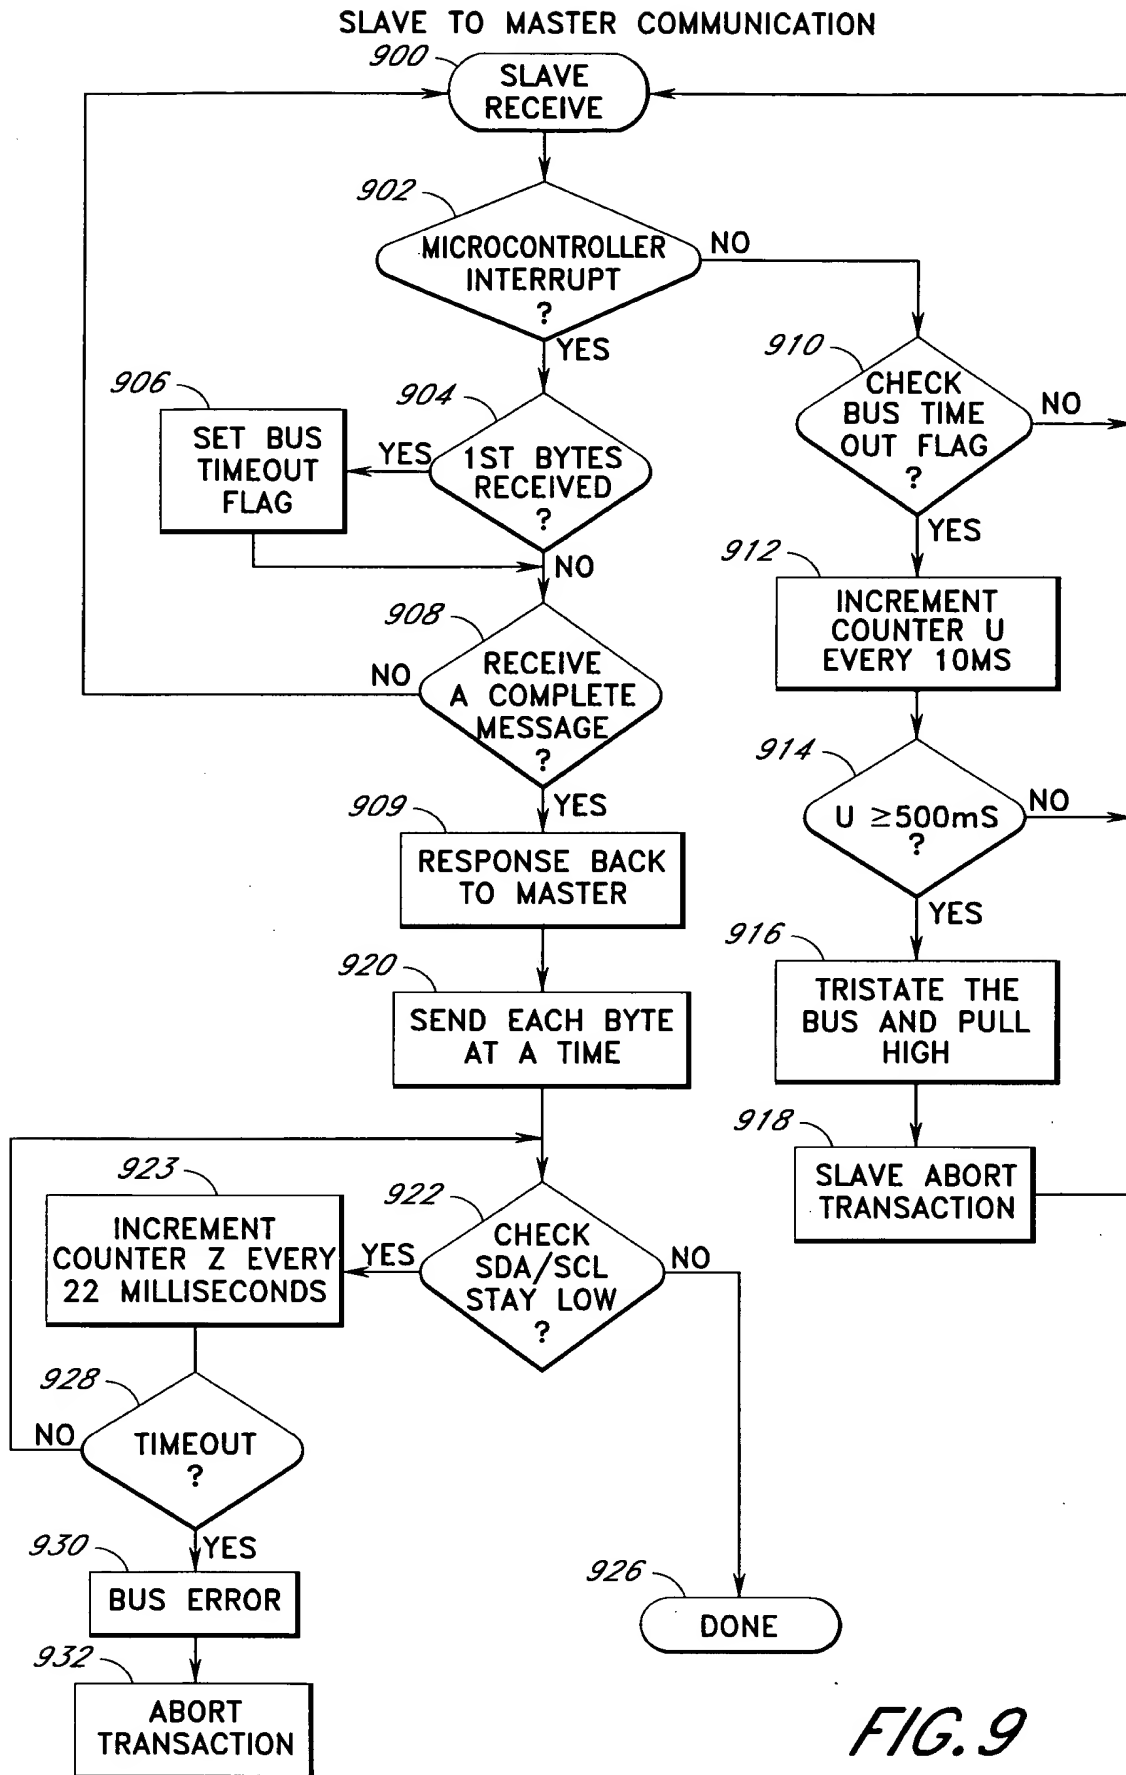 SLAVE TO MASTER COMMUNICATION
900
SLAVE
RECEIVE
902
MICROCONTROLLER
INTERRUPT
?
NO
YES
910
CHECK
BUS TIME
OUT FLAG
?
NO
YES
906
SET BUS
TIMEOUT
FLAG
904
YES
1ST BYTES
RECEIVED
?
NO
912
INCREMENT
COUNTER U
EVERY 10MS
908
NO
RECEIVE
A COMPLETE
MESSAGE
?
YES
914
U ≥500mS
?
NO
YES
909
RESPONSE BACK
TO MASTER
916
TRISTATE THE
BUS AND PULL
HIGH
920
SEND EACH BYTE
AT A TIME
918
SLAVE ABORT
TRANSACTION
923
INCREMENT
COUNTER Z EVERY
22 MILLISECONDS
922
YES
CHECK
SDA/SCL
STAY LOW
?
NO
928
NO
TIMEOUT
?
YES
930
BUS ERROR
926
DONE
932
ABORT
TRANSACTION
FIG. 9